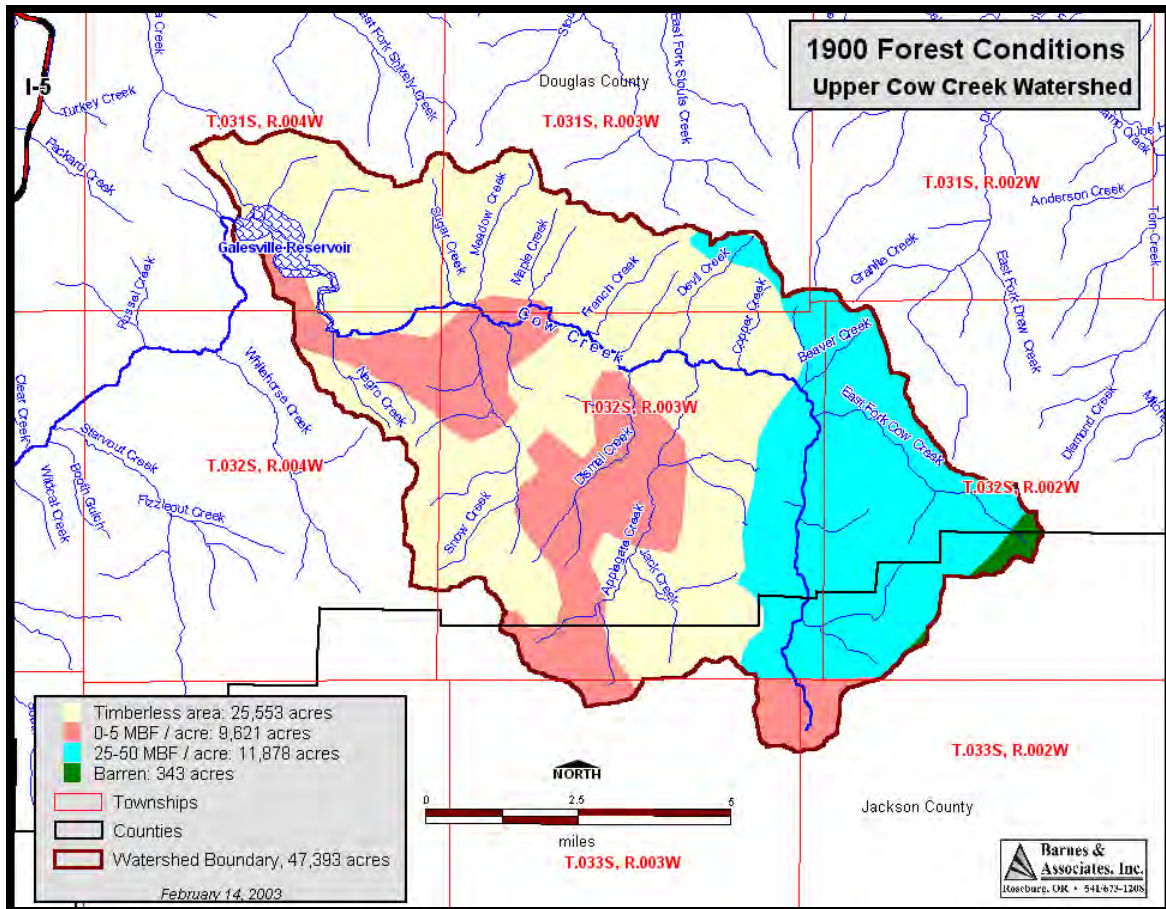 1900 Forest Conditions
Upper Cow Creek Watershed
I-5
Turkey Creek
Packard Creek
East Fork Shively Creek
East Fork Stouts Creek
Douglas County
T.031S, R.004W
T.031S, R.003W
T.031S, R.002W
Anderson Creek
Tom Creek
Granite Creek
East Fork Drew Creek
Galesville Reservoir
Sugar Creek
Meadow Creek
Maple Creek
French Creek
Devil Creek
Copper Creek
Beaver Creek
Cow Creek
Russel Creek
Whitehorse Creek
Negro Creek
East Fork Cow Creek
Diamond Creek
Clear Creek
Starvout Creek
Booth Gulch
Wildcat Creek
Fizzleout Creek
T.032S, R.004W
T.032S, R.003W
T.032S, R.002W
Dismal Creek
Snow Creek
Applegate Creek
Jack Creek
Timberless area: 25,553 acres
0-5 MBF / acre: 9,621 acres
25-50 MBF / acre: 11,878 acres
Barren: 343 acres
Townships
Counties
Watershed Boundary, 47,393 acres
February 14, 2003
NORTH
0 2.5 5
miles
T.033S, R.003W
T.033S, R.002W
Jackson County
Barnes &
Associates, Inc.
Roseburg, OR • 541/673-1208